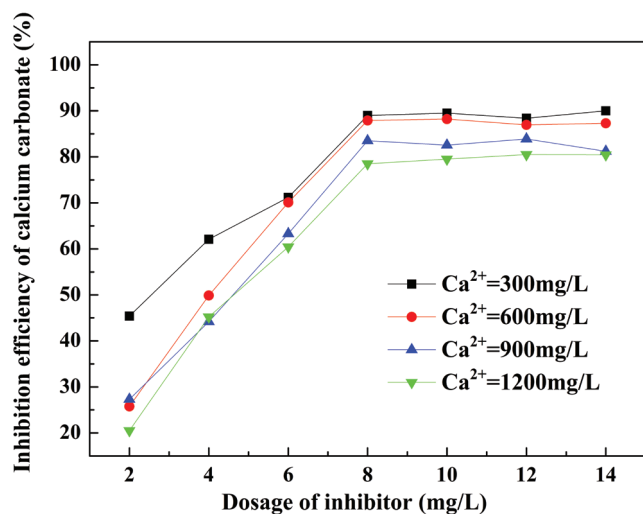 Inhibition efficiency of calcium carbonate (%)
100
90
80
70
60
50
40
30
20
Ca²⁺=300mg/L
Ca²⁺=600mg/L
Ca²⁺=900mg/L
Ca²⁺=1200mg/L
2 4 6 8 10 12 14
Dosage of inhibitor (mg/L)